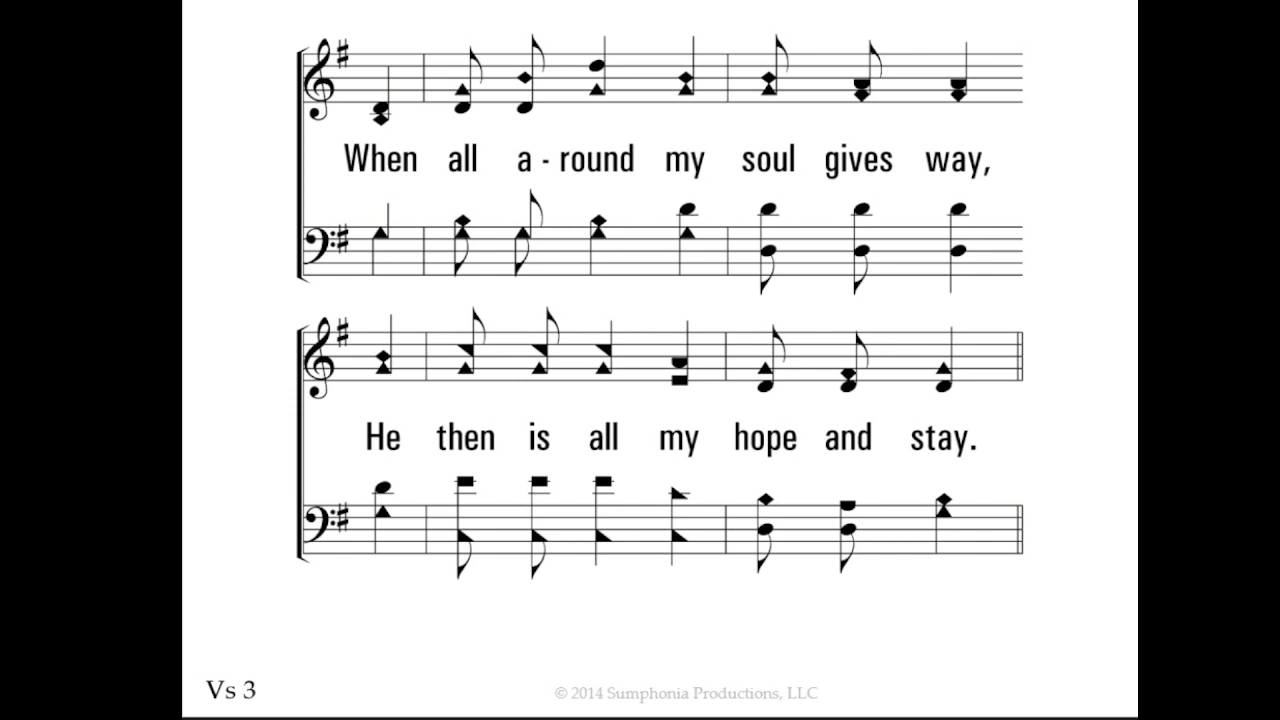 When all a - round my soul gives way,
He then is all my hope and stay.
Vs 3
© 2014 Sumphonia Productions, LLC